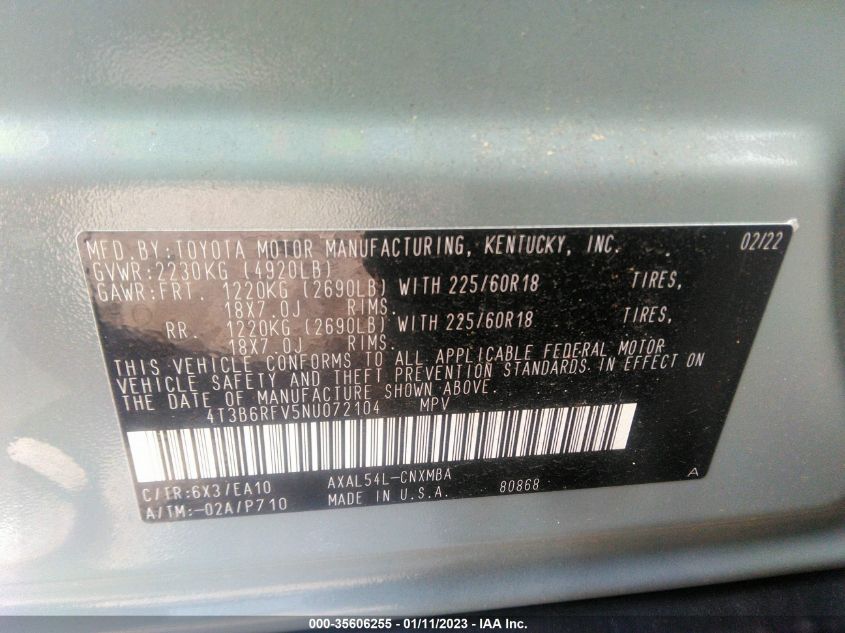 MFD.BY:TOYOTA MOTOR MANUFACTURING, KENTUCKY, INC. 02/22
GVWR:2230KG (4920LB)
GAWR:FRT. 1220KG (2690LB) WITH 225/60R18 TIRES,
18X7.0J RIMS.
RR. 1220KG (2690LB) WITH 225/60R18 TIRES,
18X7.0J RIMS.
THIS VEHICLE CONFORMS TO ALL APPLICABLE FEDERAL MOTOR
VEHICLE SAFETY AND THEFT PREVENTION STANDARDS IN EFFECT ON
THE DATE OF MANUFACTURE SHOWN ABOVE.
4T3B6RFV5NU072104 MPV
C/TR:6X3/EA10 AXAL54L-CNXMBA A
A/TM:-02A/P710 MADE IN U.S.A. 80868
000-35606255 - 01/11/2023 - IAA Inc.